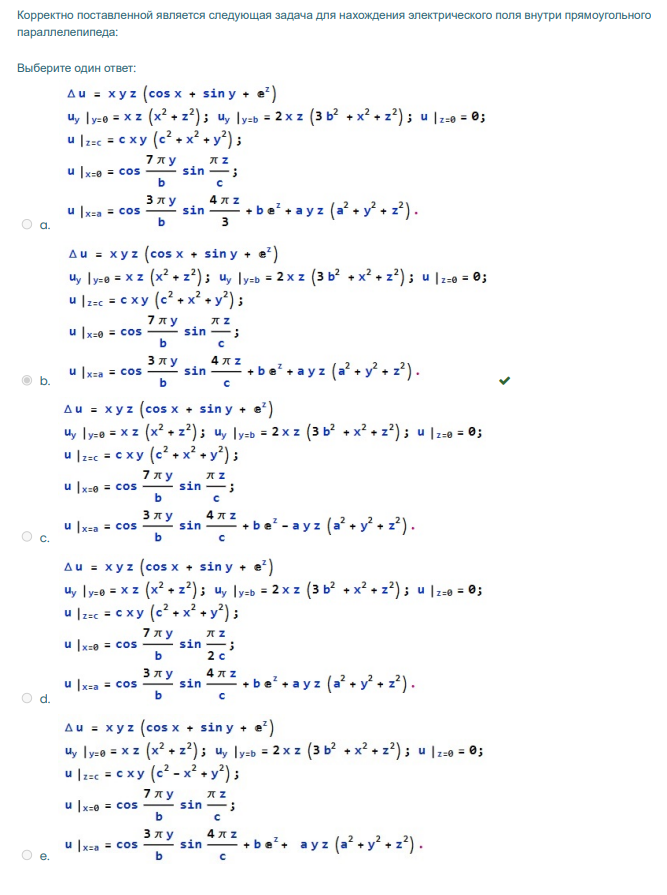 Корректно поставленной является следующая задача для нахождения электрического поля внутри прямоугольного
параллелепипеда:
Выберите один ответ:
Δu = x y z (cos x + sin y + e^z)
u_y |_{y=0} = x z (x² + z²); u_y |_{y=b} = 2 x z (3 b² + x² + z²); u |_{z=0} = 0;
u |_{z=c} = c x y (c² + x² + y²);
u |_{x=0} = cos 7 π y / b sin π z / c;
u |_{x=a} = cos 3 π y / b sin 4 π z / 3 + b e^z + a y z (a² + y² + z²).
a.
Δu = x y z (cos x + sin y + e^z)
u_y |_{y=0} = x z (x² + z²); u_y |_{y=b} = 2 x z (3 b² + x² + z²); u |_{z=0} = 0;
u |_{z=c} = c x y (c² + x² + y²);
u |_{x=0} = cos 7 π y / b sin π z / c;
u |_{x=a} = cos 3 π y / b sin 4 π z / c + b e^z + a y z (a² + y² + z²).
b.
Δu = x y z (cos x + sin y + e^z)
u_y |_{y=0} = x z (x² + z²); u_y |_{y=b} = 2 x z (3 b² + x² + z²); u |_{z=0} = 0;
u |_{z=c} = c x y (c² + x² + y²);
u |_{x=0} = cos 7 π y / b sin π z / c;
u |_{x=a} = cos 3 π y / b sin 4 π z / c + b e^z - a y z (a² + y² + z²).
c.
Δu = x y z (cos x + sin y + e^z)
u_y |_{y=0} = x z (x² + z²); u_y |_{y=b} = 2 x z (3 b² + x² + z²); u |_{z=0} = 0;
u |_{z=c} = c x y (c² + x² + y²);
u |_{x=0} = cos 7 π y / b sin π z / 2 c;
u |_{x=a} = cos 3 π y / b sin 4 π z / c + b e^z + a y z (a² + y² + z²).
d.
Δu = x y z (cos x + sin y + e^z)
u_y |_{y=0} = x z (x² + z²); u_y |_{y=b} = 2 x z (3 b² + x² + z²); u |_{z=0} = 0;
u |_{z=c} = c x y (c² - x² + y²);
u |_{x=0} = cos 7 π y / b sin π z / c;
u |_{x=a} = cos 3 π y / b sin 4 π z / c + b e^z + a y z (a² + y² + z²).
e.